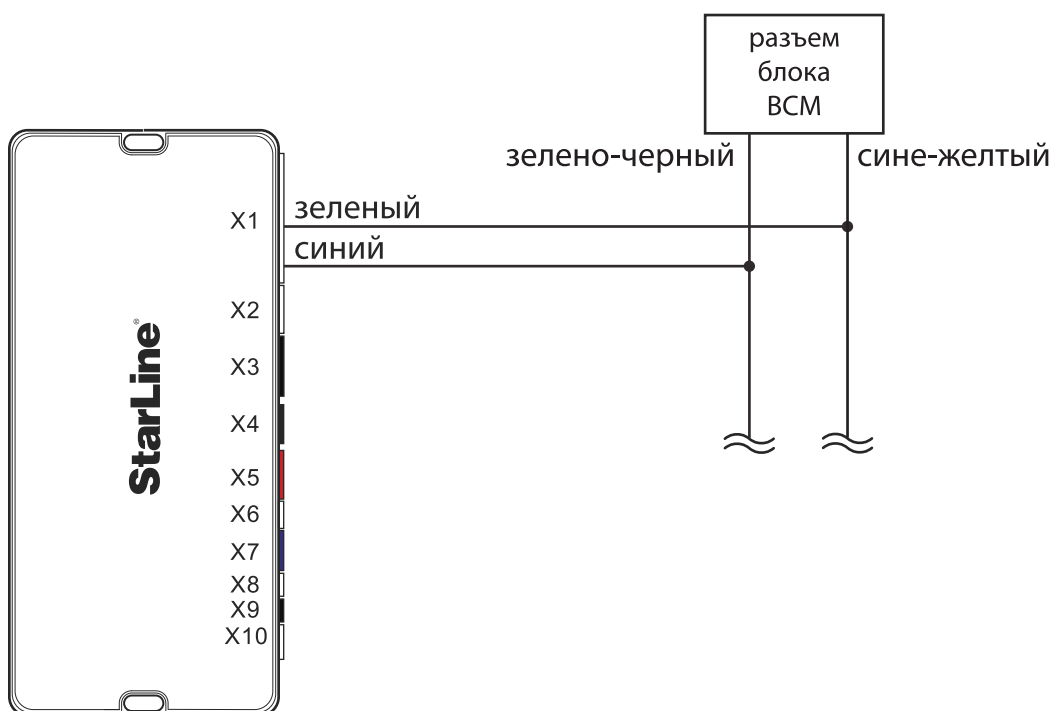 разъем
блока
BCM
зелено-черный
сине-желтый
X1
зеленый
синий
X2
X3
X4
X5
X6
X7
X8
X9
X10
StarLine®